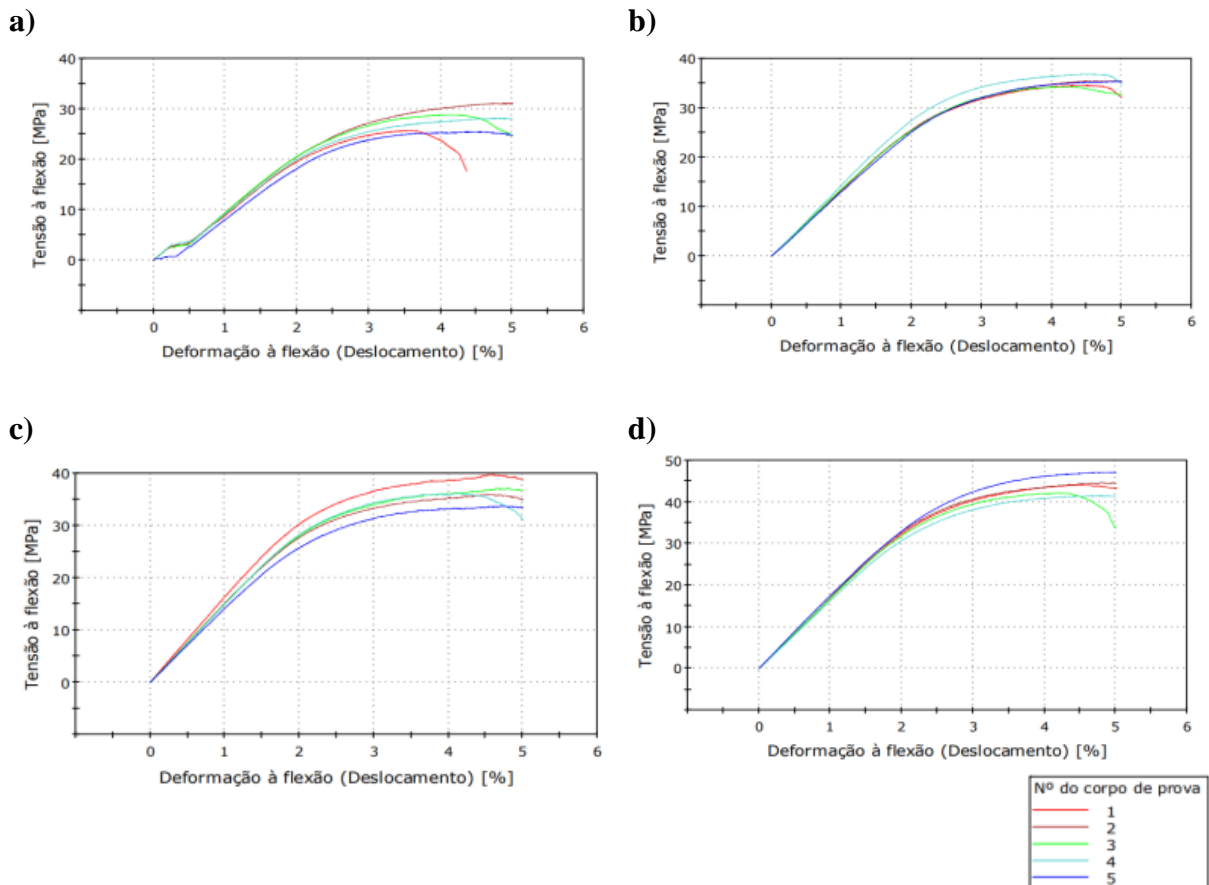 a)
40
30
20
10
0
Tensão à flexão [MPa]
0 1 2 3 4 5 6
Deformação à flexão (Deslocamento) [%]
b)
40
30
20
10
0
Tensão à flexão [MPa]
0 1 2 3 4 5 6
Deformação à flexão (Deslocamento) [%]
c)
40
30
20
10
0
Tensão à flexão [MPa]
0 1 2 3 4 5 6
Deformação à flexão (Deslocamento) [%]
d)
50
40
30
20
10
0
Tensão à flexão [MPa]
0 1 2 3 4 5 6
Deformação à flexão (Deslocamento) [%]
Nº do corpo de prova
1
2
3
4
5